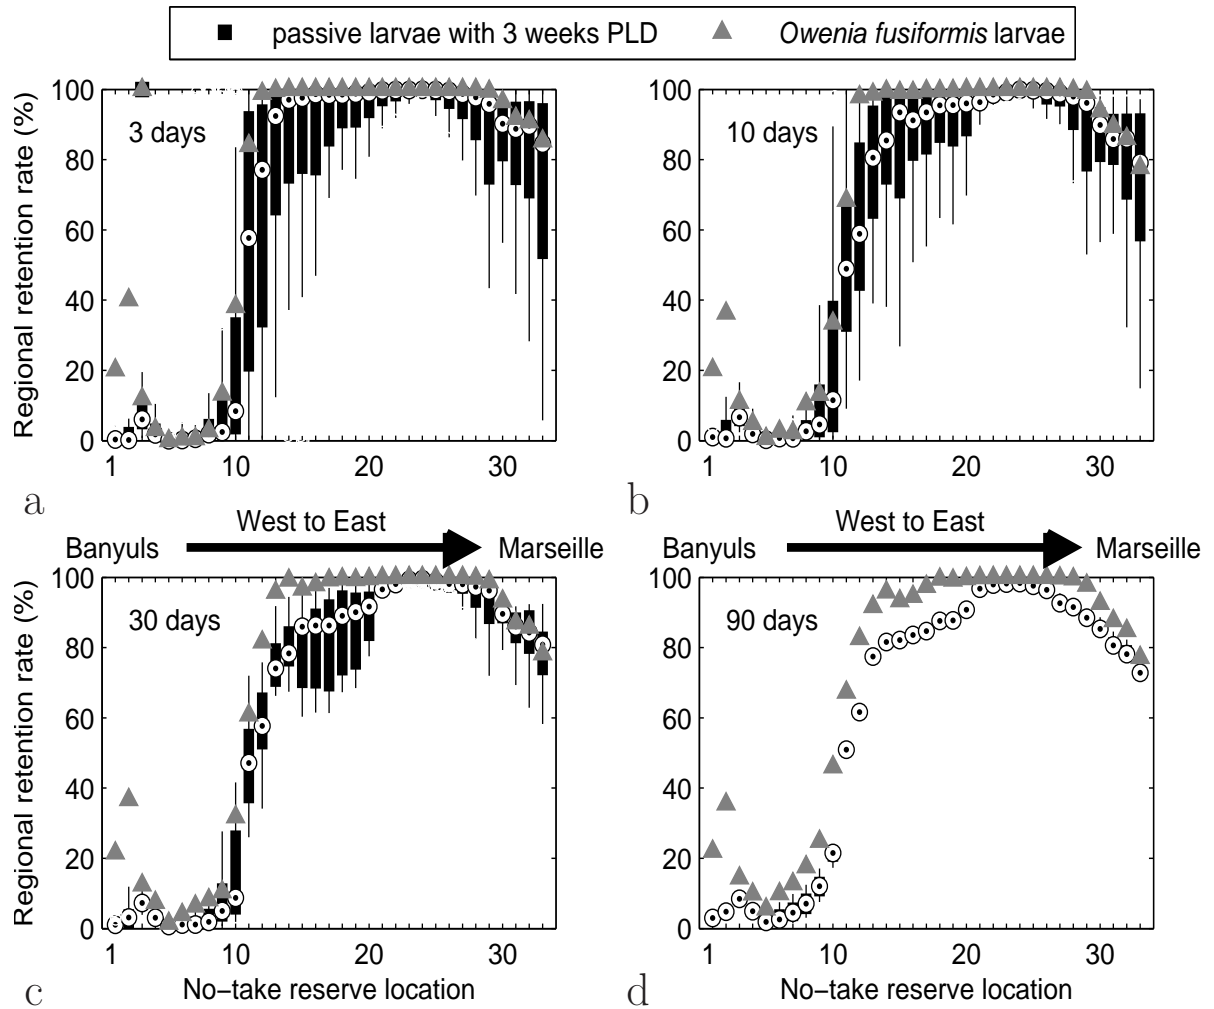 passive larvae with 3 weeks PLD
Owenia fusiformis larvae
Regional retention rate (%)
100
80
60
40
20
0
3 days
1
10
20
30
a
100
80
60
40
20
0
10 days
1
10
20
30
b
West to East
Banyuls
Marseille
West to East
Banyuls
Marseille
Regional retention rate (%)
100
80
60
40
20
0
30 days
1
10
20
30
No−take reserve location
c
100
80
60
40
20
0
90 days
1
10
20
30
No−take reserve location
d